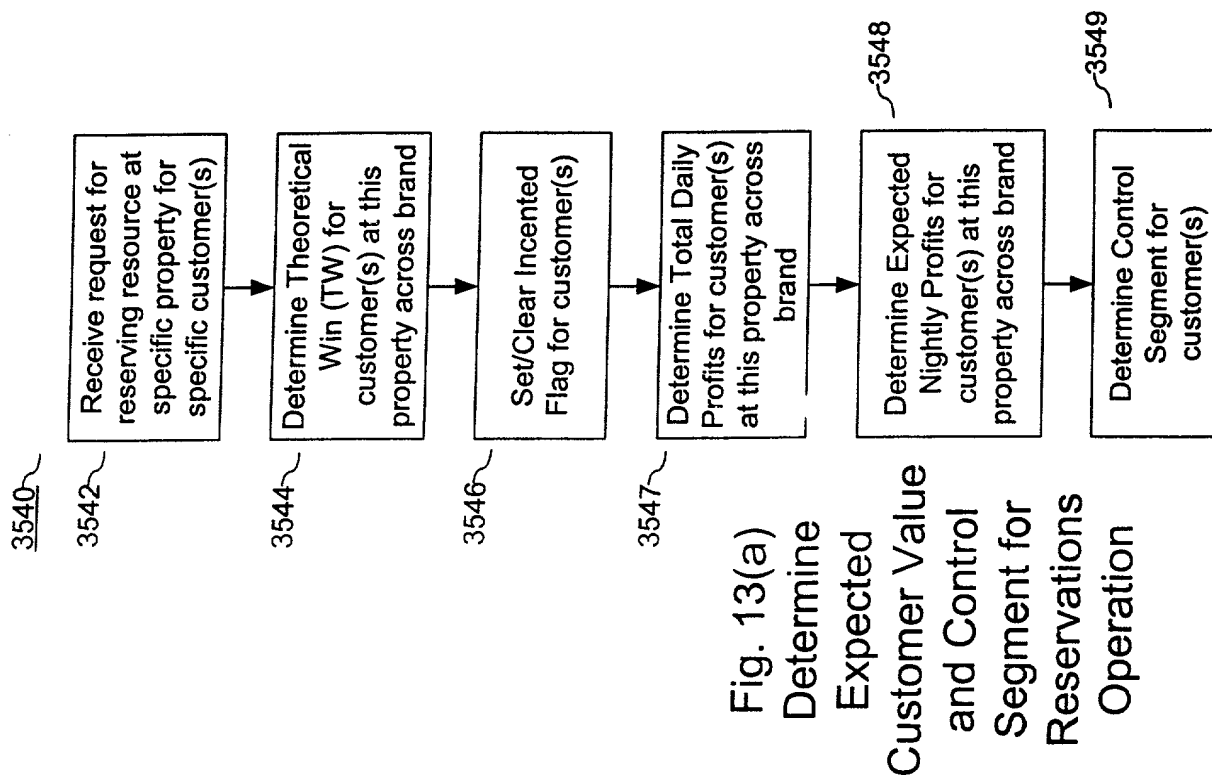 3540
3542
Receive request for
reserving resource at
specific property for
specific customer(s)
3544
Determine Theoretical
Win (TW) for
customer(s) at this
property across brand
3546
Set/Clear Incented
Flag for customer(s)
3547
Determine Total Daily
Profits for customer(s)
at this property across
brand
3548
Determine Expected
Nightly Profits for
customer(s) at this
property across brand
3549
Determine Control
Segment for
customer(s)
Fig. 13(a)
Determine
Expected
Customer Value
and Control
Segment for
Reservations
Operation